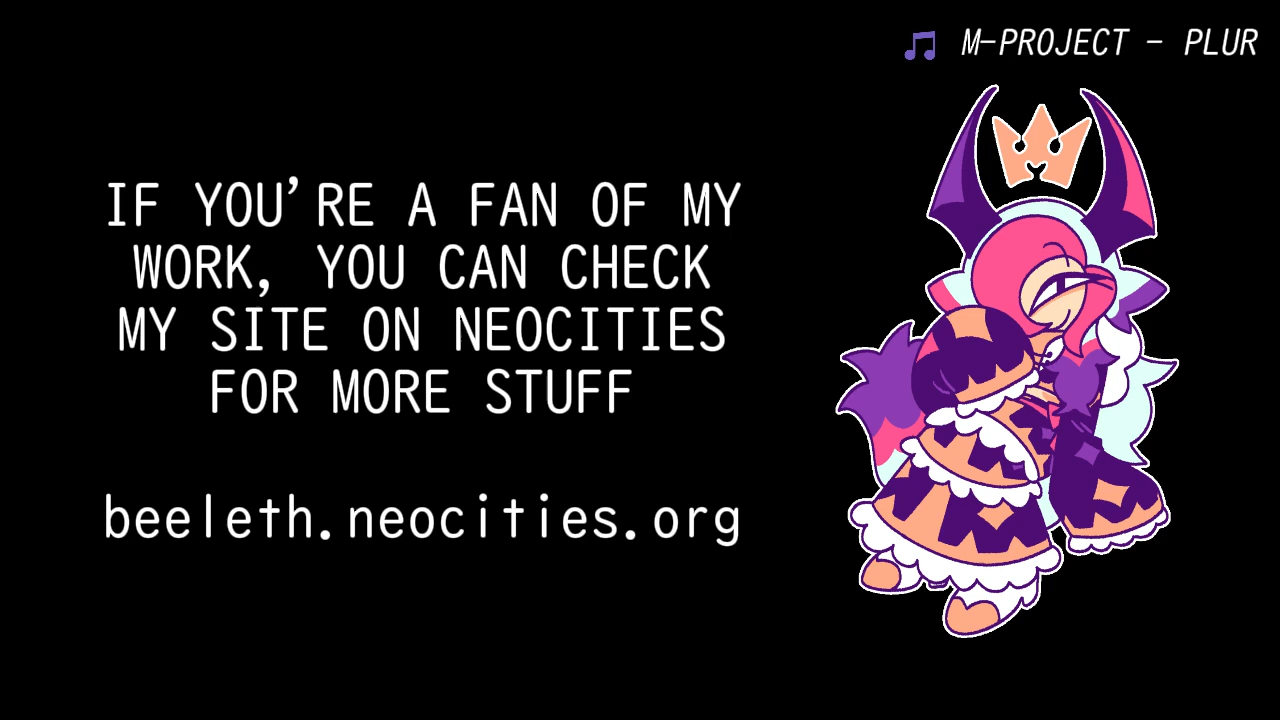 M-PROJECT - PLUR
IF YOU'RE A FAN OF MY
WORK, YOU CAN CHECK
MY SITE ON NEOCITIES
FOR MORE STUFF
beeleth.neocities.org